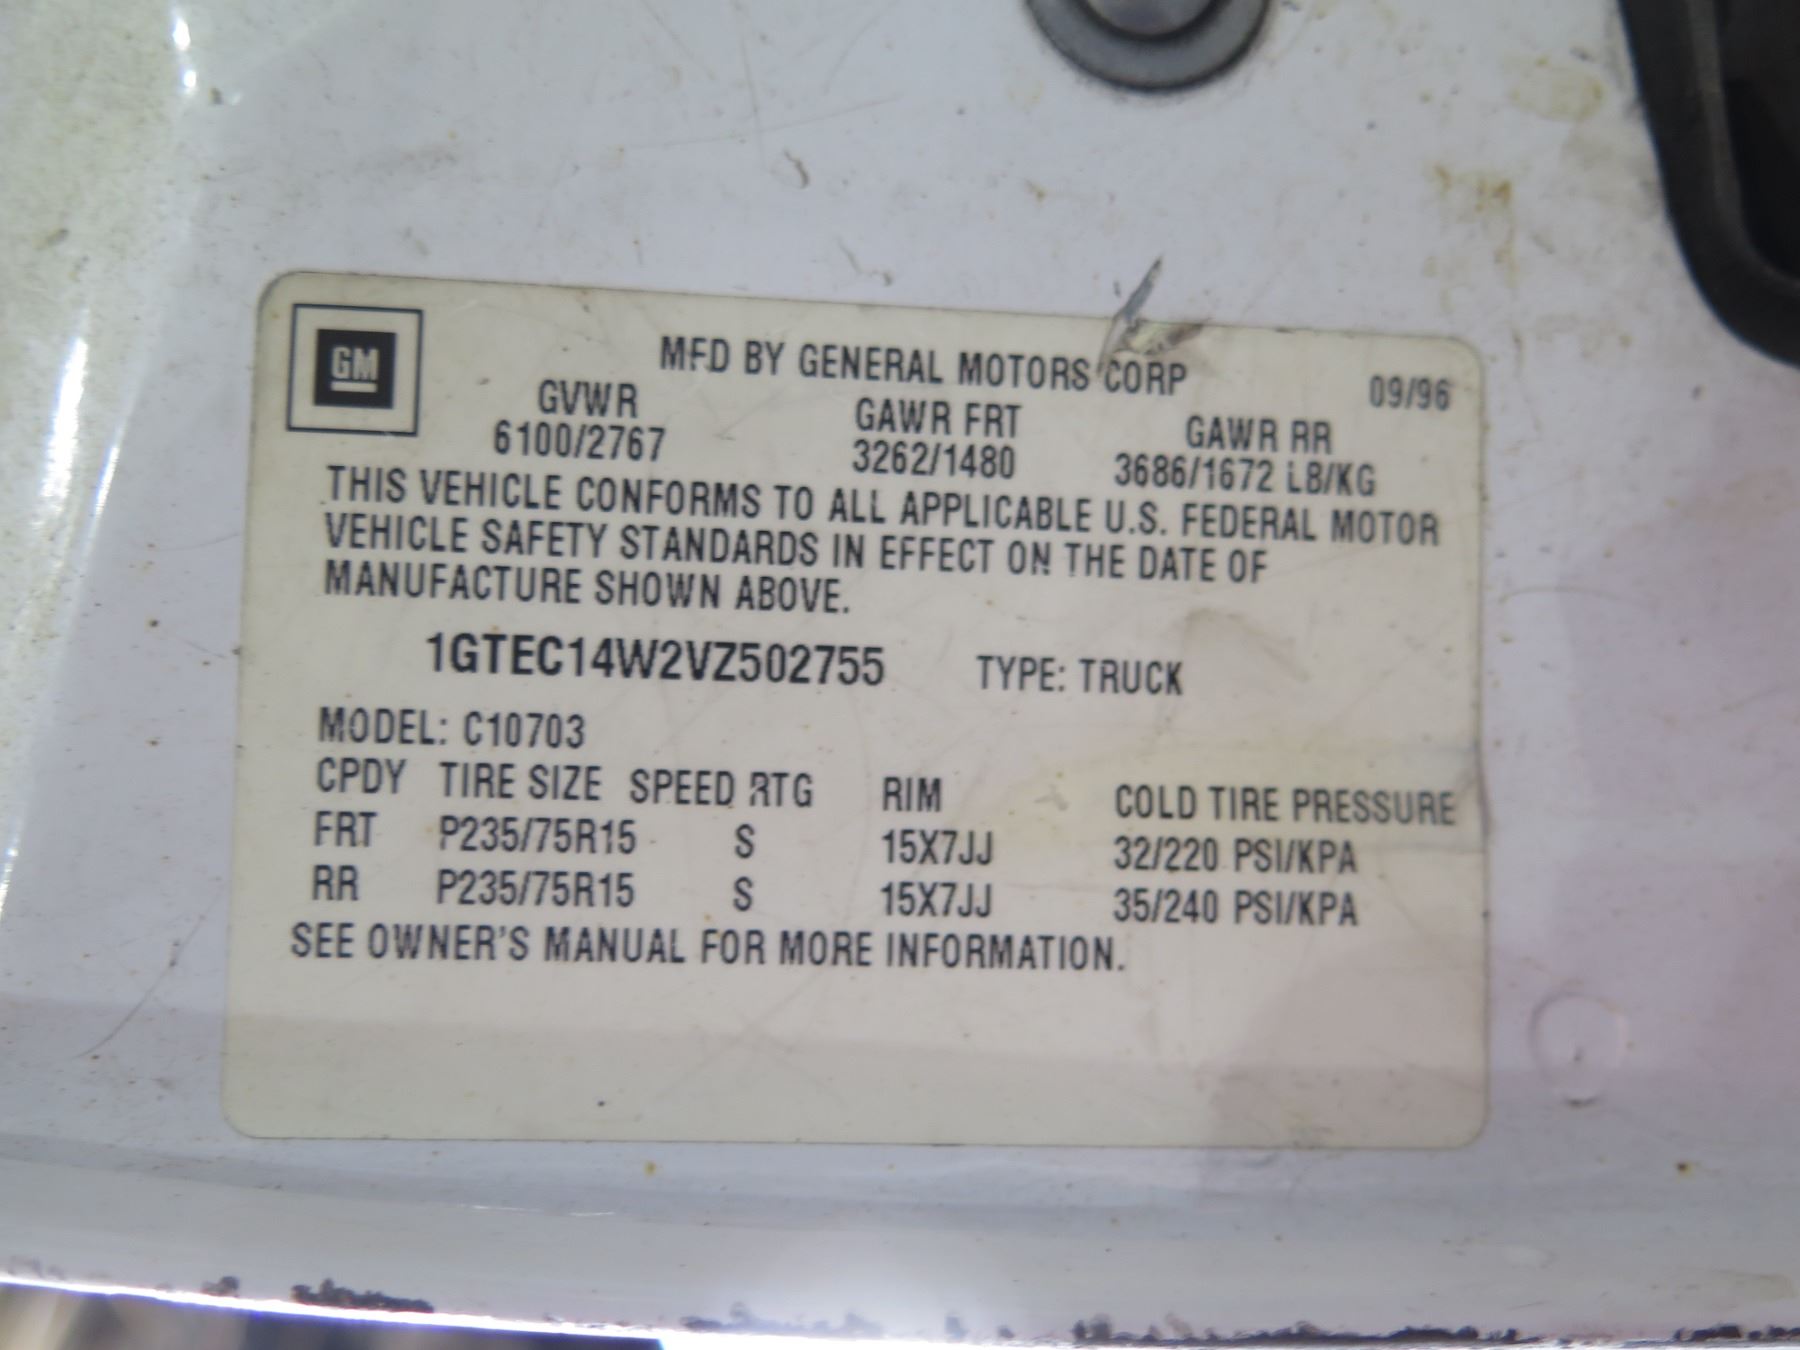 GM
MFD BY GENERAL MOTORS CORP 09/96
GVWR GAWR FRT GAWR RR
6100/2767 3262/1480 3686/1672 LB/KG
THIS VEHICLE CONFORMS TO ALL APPLICABLE U.S. FEDERAL MOTOR
VEHICLE SAFETY STANDARDS IN EFFECT ON THE DATE OF
MANUFACTURE SHOWN ABOVE.
1GTEC14W2VZ502755 TYPE: TRUCK
MODEL: C10703
CPDY TIRE SIZE SPEED RTG RIM COLD TIRE PRESSURE
FRT P235/75R15 S 15X7JJ 32/220 PSI/KPA
RR P235/75R15 S 15X7JJ 35/240 PSI/KPA
SEE OWNER'S MANUAL FOR MORE INFORMATION.